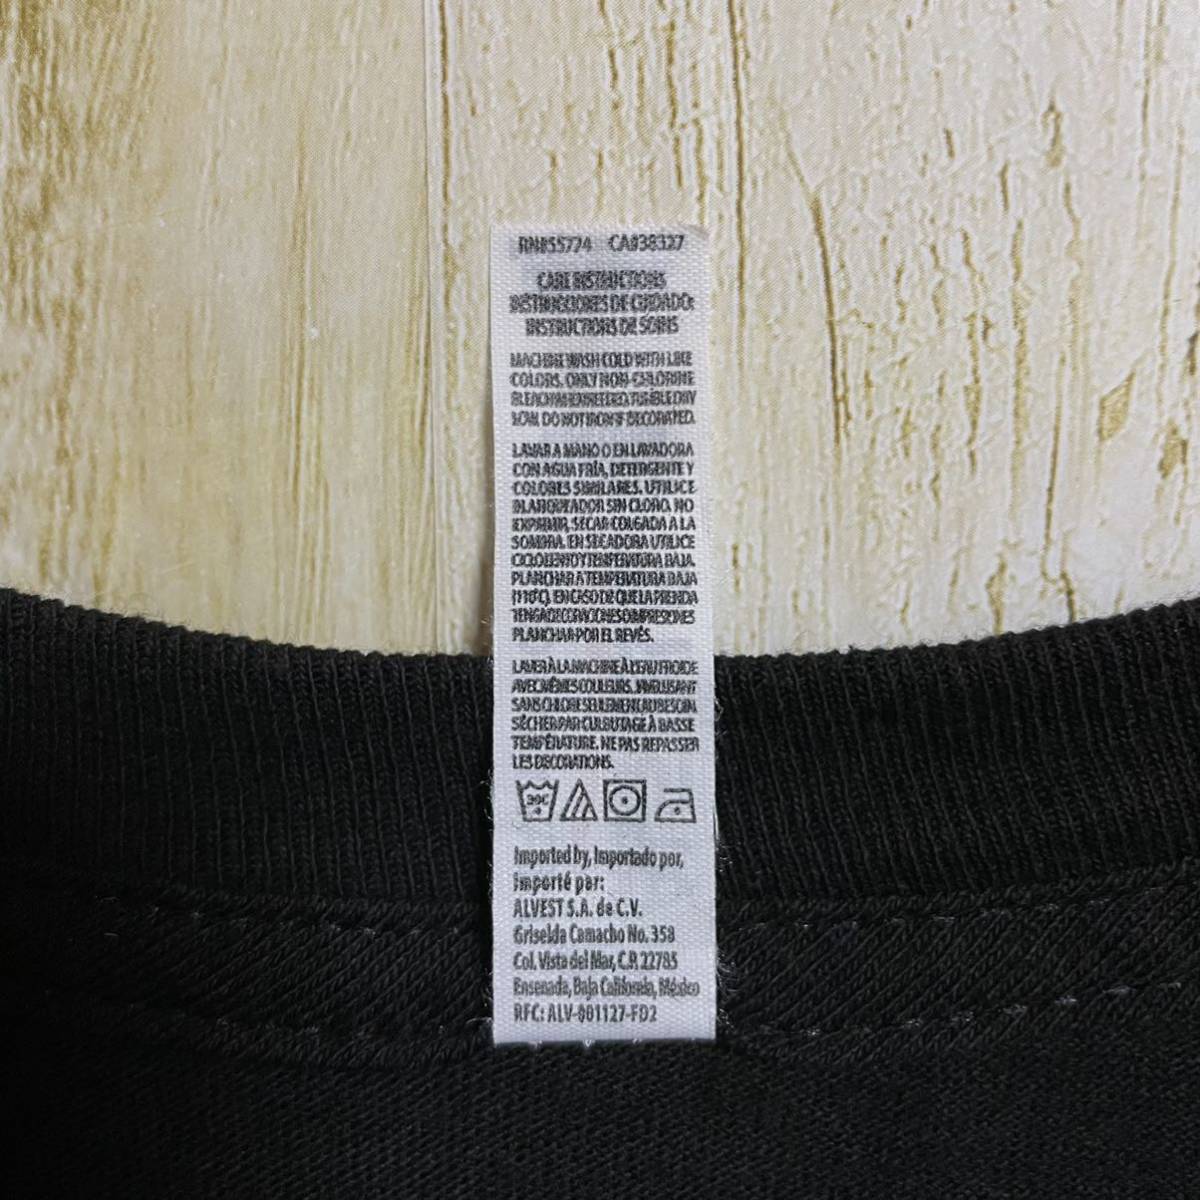 RN#55774 CA#38327
CARE INSTRUCTIONS
INSTRUCCIONES DE CUIDADO:
INSTRUCTIONS DE SOINS
MACHINE WASH COLD WITH LIKE
COLORS. ONLY NON-CHLORINE
BLEACH WHEN NEEDED. TUMBLE DRY
LOW. DO NOT IRON IF DECORATED.
LAVAR A MANO O EN LAVADORA
CON AGUA FRÍA, DETERGENTE Y
COLORES SIMILARES. UTILICE
BLANQUEADOR SIN CLORO. NO
EXPRIMIR, SECAR COLGADA A LA
SOMBRA. EN SECADORA UTILICE
CICLO LENTO Y TEMPERATURA BAJA.
PLANCHAR A TEMPERATURA BAJA
(110°C). EN CASO DE QUE LA PRENDA
TENGA DECORACIONES O IMPRESIONES
PLANCHAR POR EL REVÉS.
LAVER À LA MACHINE À L'EAU FROIDE
AVEC MÊMES COULEURS. JAVELLISANT
SANS CHLORE SEULEMENT AU BESOIN.
SÉCHER PAR CULBUTAGE À BASSE
TEMPÉRATURE. NE PAS REPASSER
LES DECORATIONS.
30C
Imported by, Importado por,
Importé par:
ALVEST S.A. de C.V.
Griselda Camacho No. 358
Col. Vista del Mar, C.P. 22785
Ensenada, Baja California, México
RFC: ALV-001127-FD2